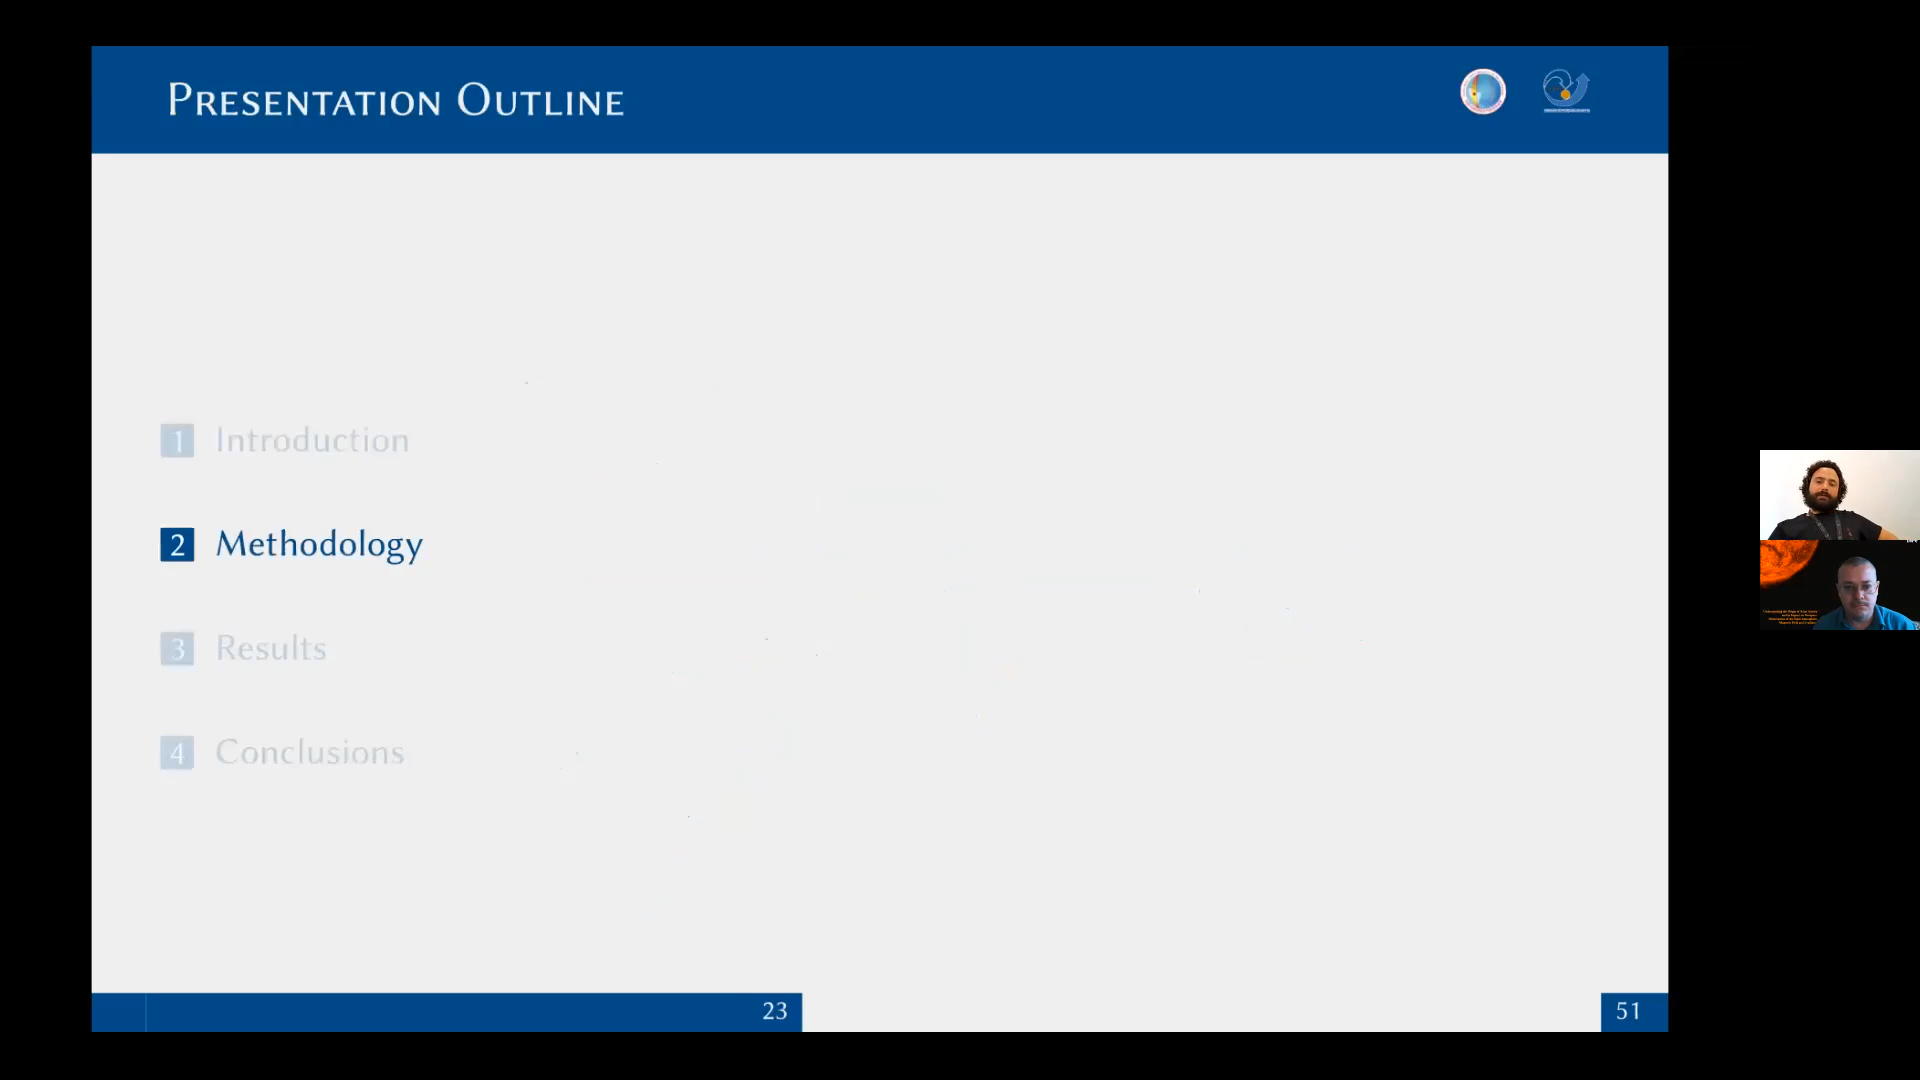 Presentation Outline
1 Introduction
2 Methodology
3 Results
4 Conclusions
23
51